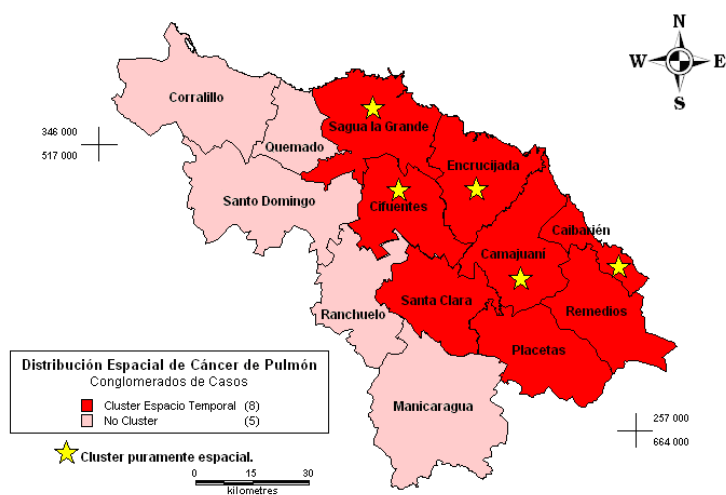 N
W E
S
Corralillo
346 000
517 000
Quemado
Sagua la Grande
Encrucijada
Santo Domingo
Cifuentes
Caibarién
Camajuaní
Ranchuelo
Santa Clara
Remedios
Placetas
Manicaragua
Distribución Espacial de Cáncer de Pulmón
Conglomerados de Casos
Cluster Espacio Temporal (8)
No Cluster (5)
Cluster puramente espacial.
0 15 30
kilometres
257 000
664 000